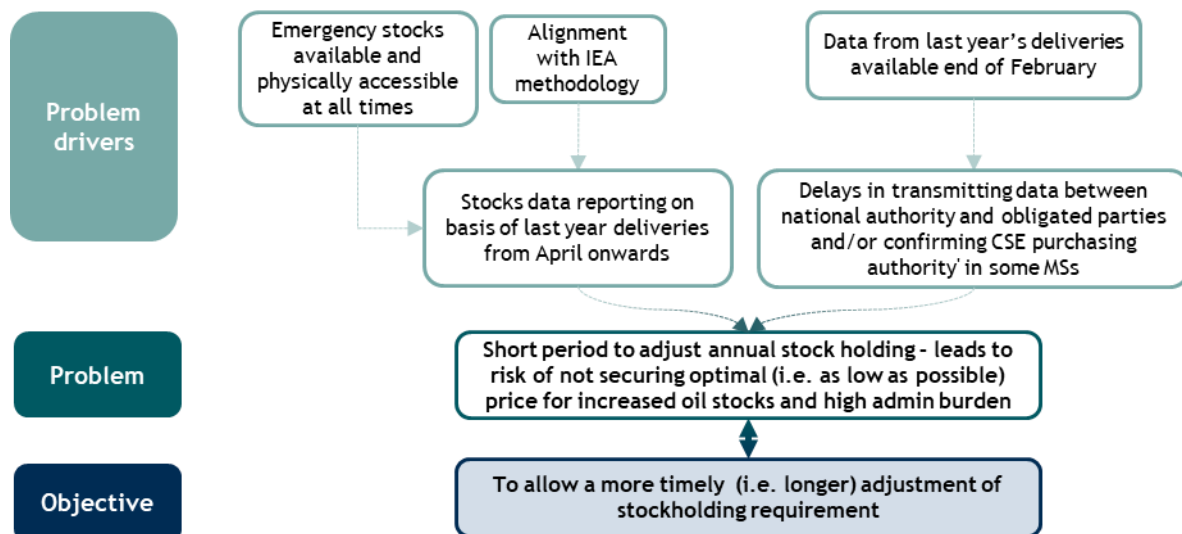 Problem
drivers
Emergency stocks
available and
physically accessible
at all times
Alignment
with IEA
methodology
Data from last year's deliveries
available end of February
Stocks data reporting on
basis of last year deliveries
from April onwards
Delays in transmitting data between
national authority and obligated parties
and/or confirming CSE purchasing
authority' in some MSs
Problem
Short period to adjust annual stock holding - leads to
risk of not securing optimal (i.e. as low as possible)
price for increased oil stocks and high admin burden
Objective
To allow a more timely (i.e. longer) adjustment of
stockholding requirement